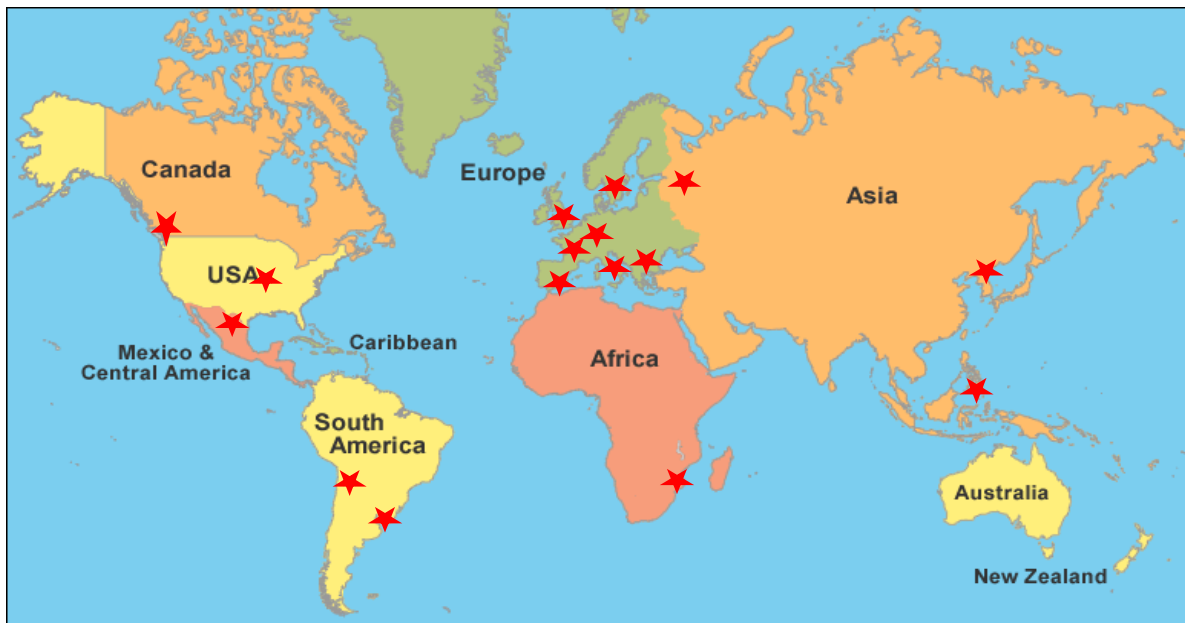 Canada
Europe
Asia
USA
Caribbean
Mexico &
Central America
Africa
South
America
Australia
New Zealand